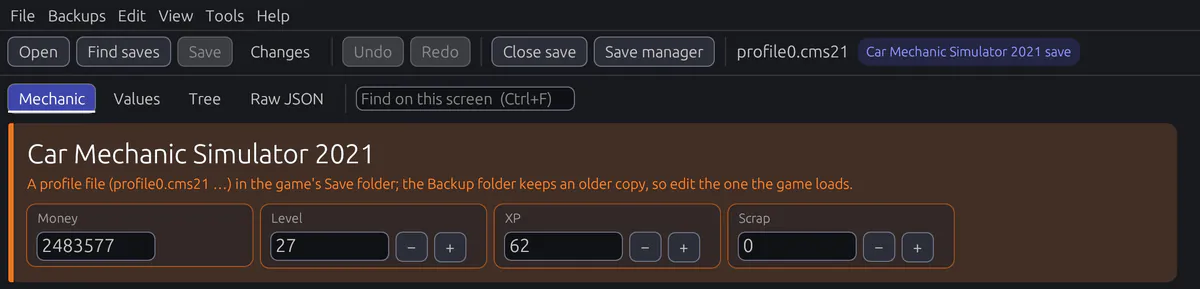 File Backups Edit View Tools Help
Open Find saves Save Changes Undo Redo Close save Save manager profile0.cms21 Car Mechanic Simulator 2021 save
Mechanic Values Tree Raw JSON Find on this screen (Ctrl+F)
Car Mechanic Simulator 2021
A profile file (profile0.cms21 ...) in the game's Save folder; the Backup folder keeps an older copy, so edit the one the game loads.
Money Level XP Scrap
2483577 27 − + 62 − + 0 − +